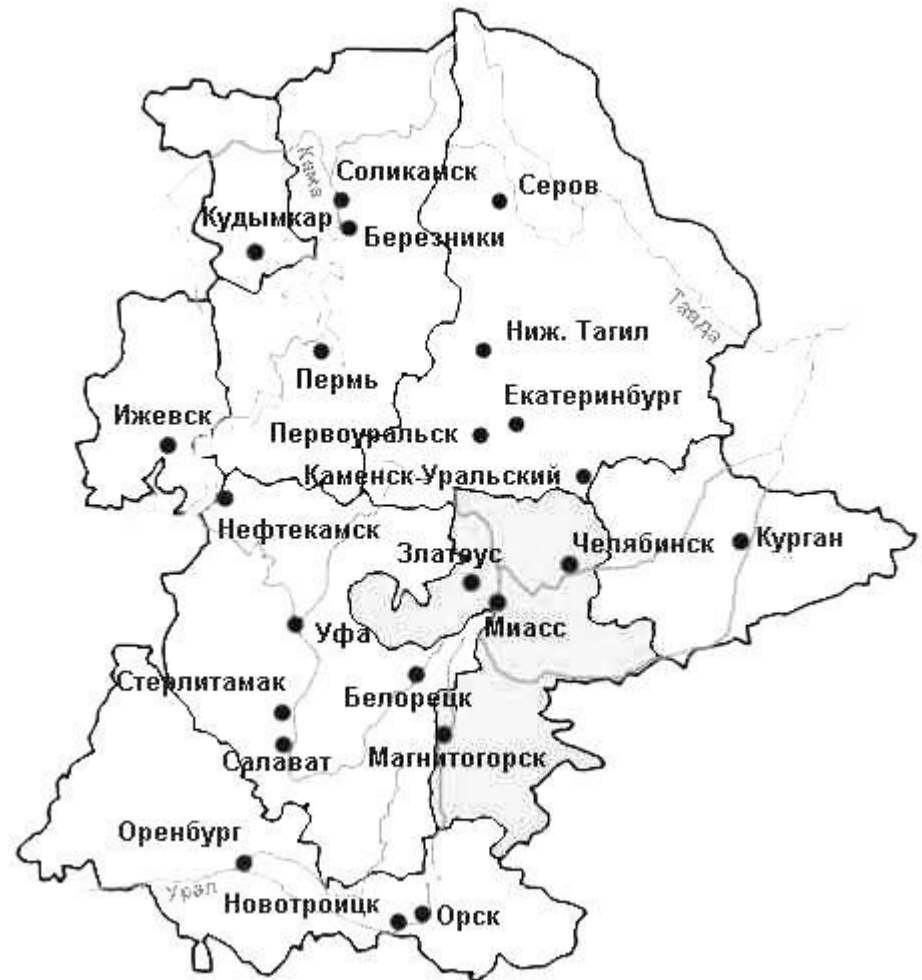 Кама
Соликамск
Серов
Кудымкар
Березники
Тавда
Ниж. Тагил
Пермь
Екатеринбург
Ижевск
Первоуральск
Каменск-Уральский
Нефтекамск
Златоус
Челябинск
Курган
Уфа
Миасс
Стерлитамак
Белорецк
Салават
Магнитогорск
Оренбург
Урал
Новотроицк
Орск